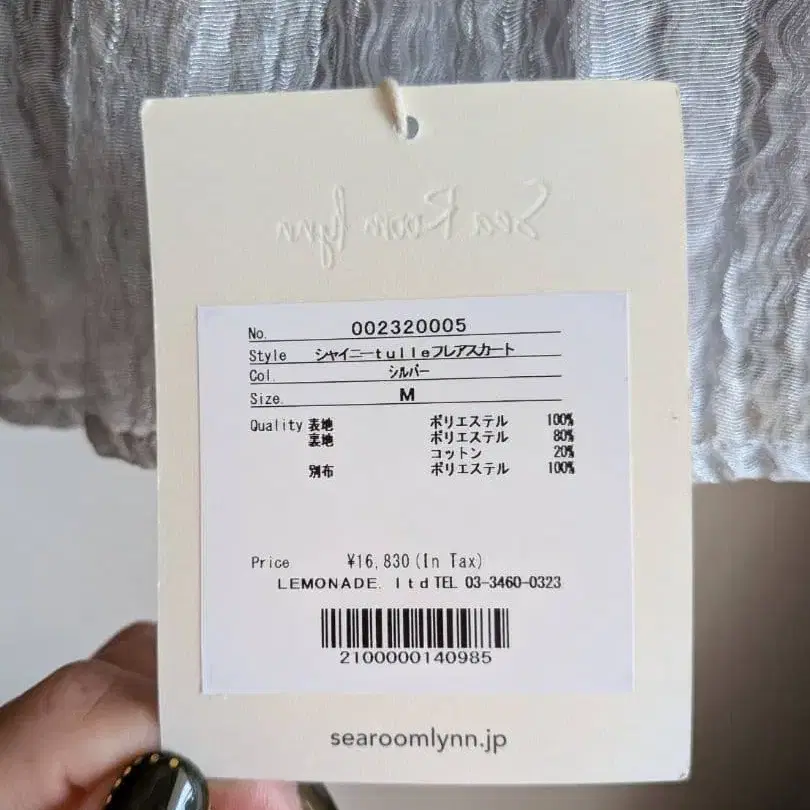 Sea Room lynn
No. 002320005
Style シャイニーtulleフレアスカート
Col. シルバー
Size. M
Quality 表地 ポリエステル 100%
裏地 ポリエステル 80%
コットン 20%
別布 ポリエステル 100%
Price ¥16,830(In Tax)
LEMONADE. ltd TEL 03-3460-0323
2100000140985
searoomlynn.jp